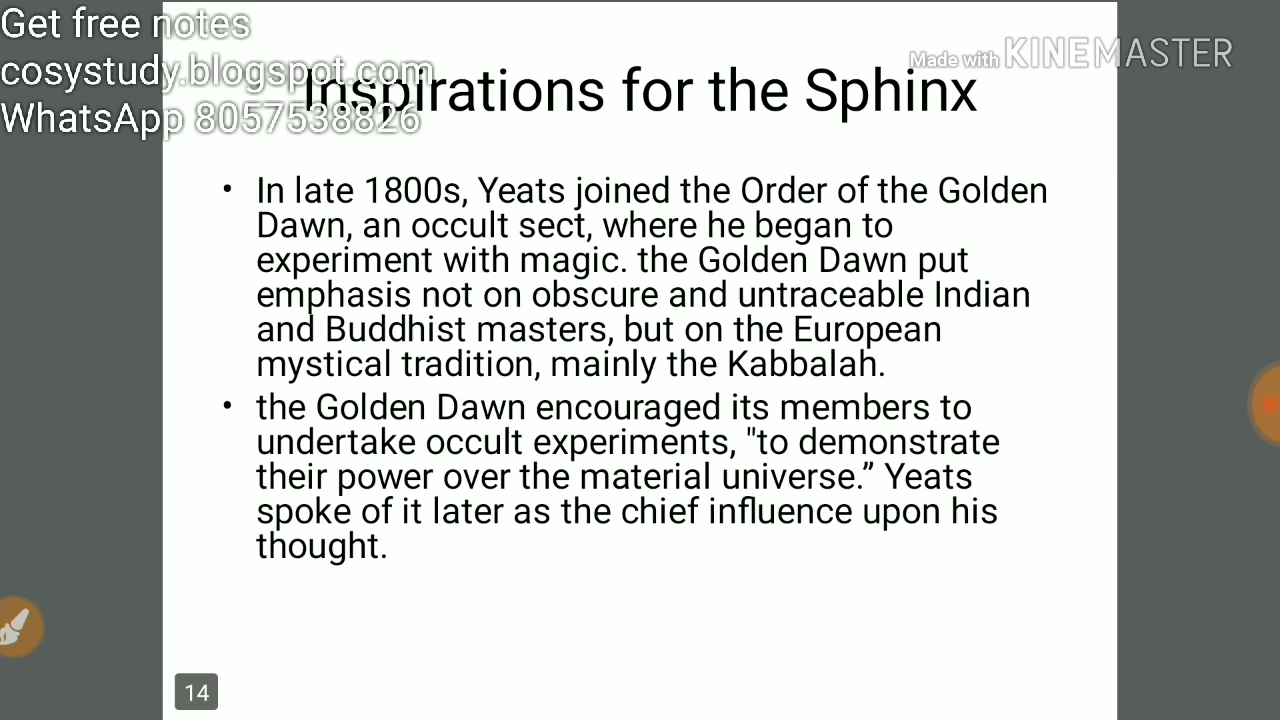 Get free notes
cosystudy.blogspot.com
WhatsApp 8057538826
Made with KINEMASTER
Inspirations for the Sphinx
• In late 1800s, Yeats joined the Order of the Golden
Dawn, an occult sect, where he began to
experiment with magic. the Golden Dawn put
emphasis not on obscure and untraceable Indian
and Buddhist masters, but on the European
mystical tradition, mainly the Kabbalah.
• the Golden Dawn encouraged its members to
undertake occult experiments, "to demonstrate
their power over the material universe.” Yeats
spoke of it later as the chief influence upon his
thought.
14